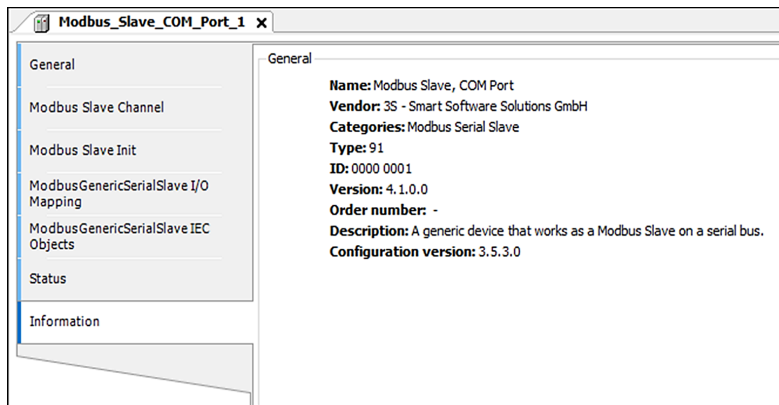 Modbus_Slave_COM_Port_1
General
Modbus Slave Channel
Modbus Slave Init
ModbusGenericSerialSlave I/O
Mapping
ModbusGenericSerialSlave IEC
Objects
Status
Information
General
Name: Modbus Slave, COM Port
Vendor: 3S - Smart Software Solutions GmbH
Categories: Modbus Serial Slave
Type: 91
ID: 0000 0001
Version: 4.1.0.0
Order number: -
Description: A generic device that works as a Modbus Slave on a serial bus.
Configuration version: 3.5.3.0